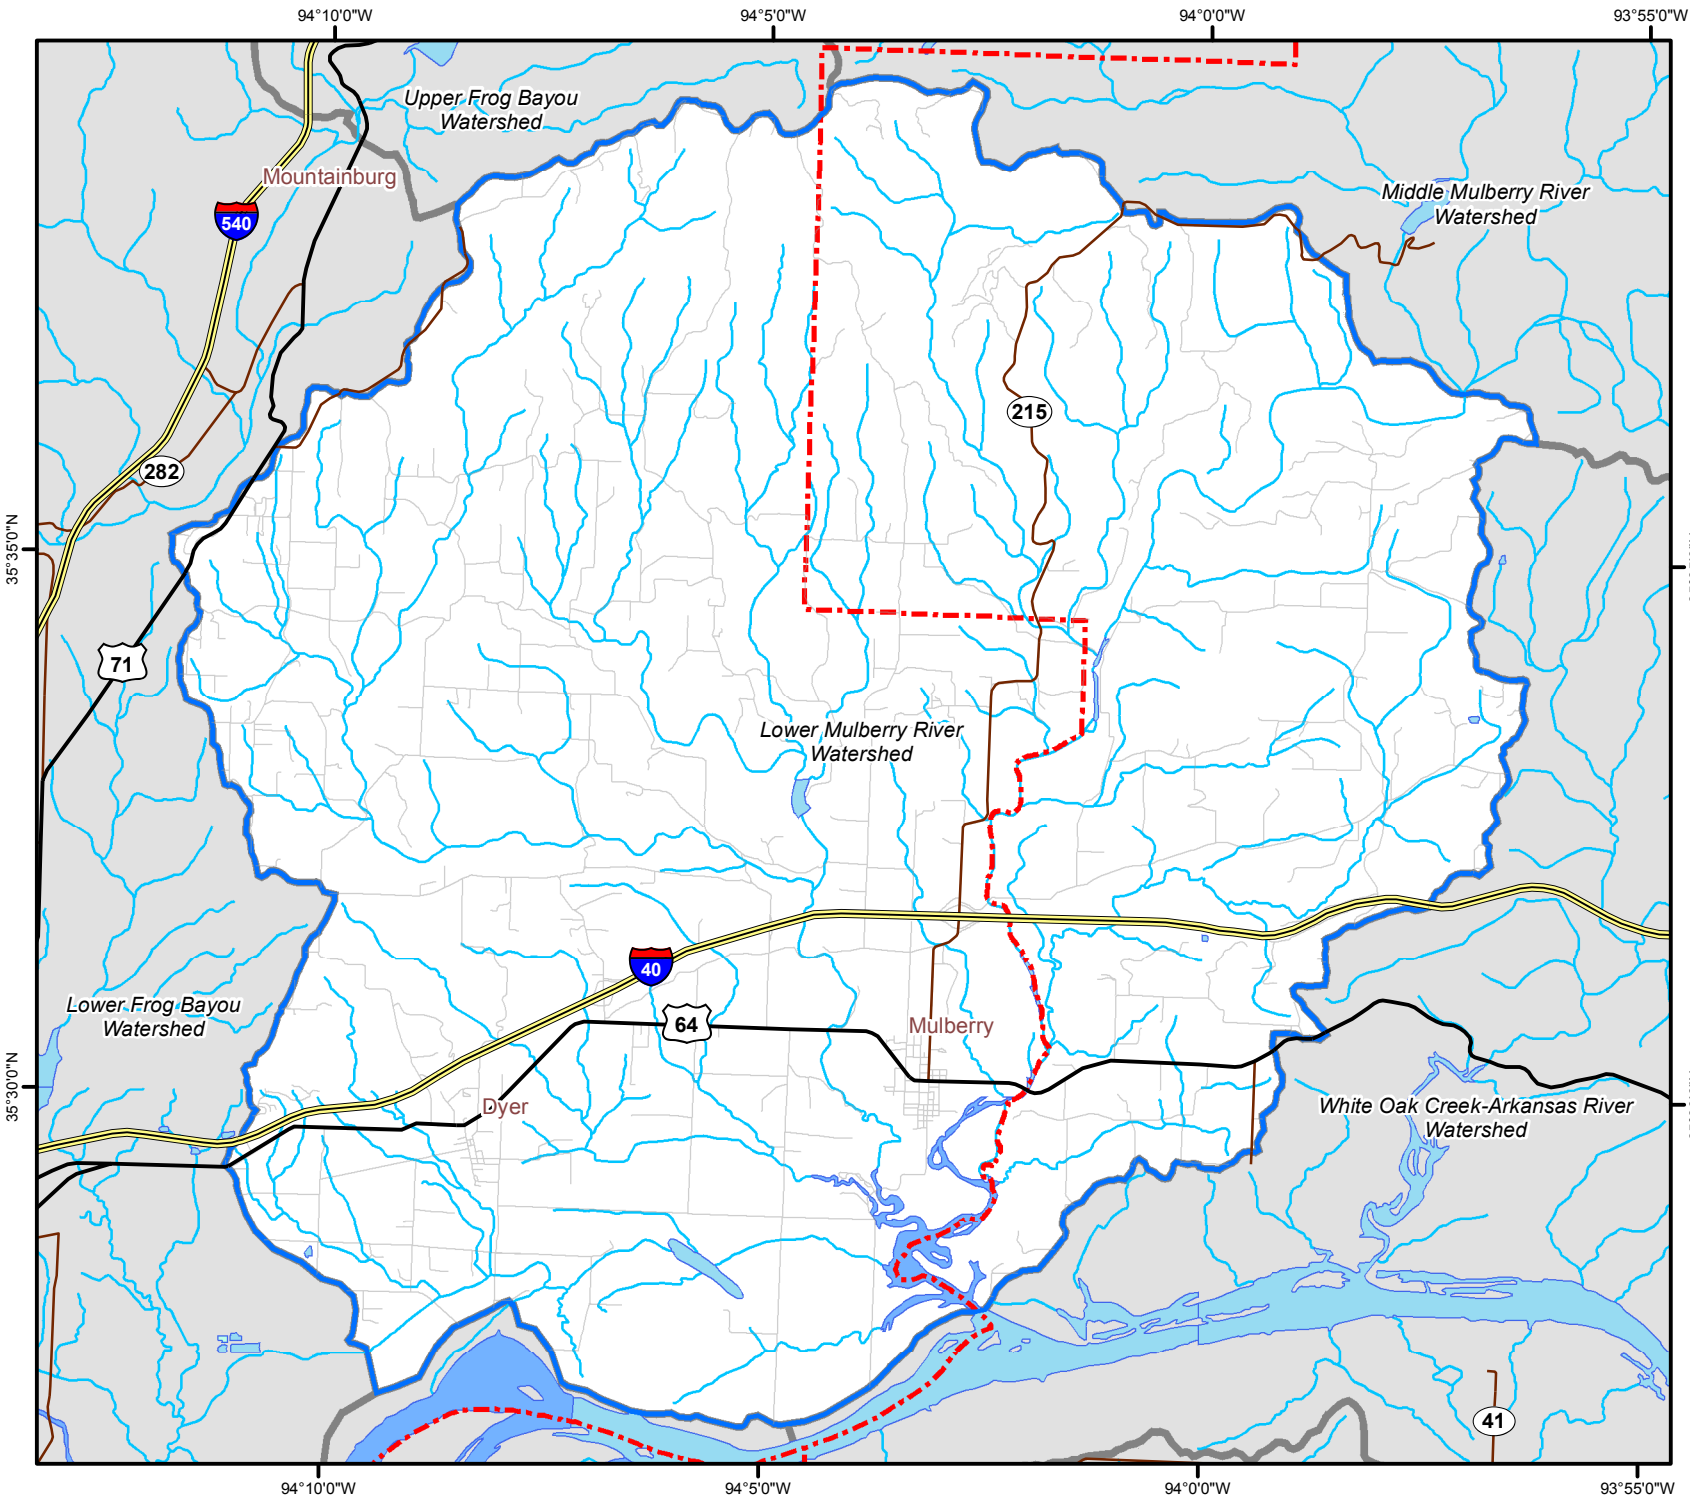 94°10'0"W
94°5'0"W
94°0'0"W
93°55'0"W
Upper Frog Bayou
Watershed
Mountainburg
540
Middle Mulberry River
Watershed
215
282
35°35'0"N
71
Lower Mulberry River
Watershed
40
Lower Frog Bayou
Watershed
64
Mulberry
35°30'0"N
Dyer
White Oak Creek-Arkansas River
Watershed
41
94°10'0"W
94°5'0"W
94°0'0"W
93°55'0"W